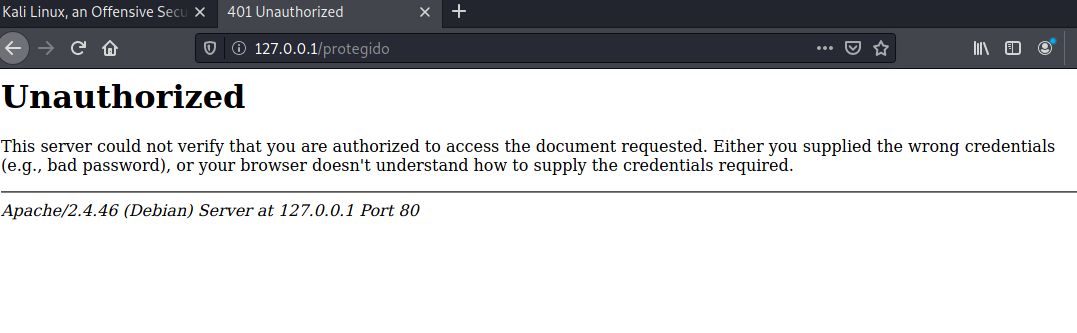 Kali Linux, an Offensive Secu
401 Unauthorized
127.0.0.1/protegido
Unauthorized
This server could not verify that you are authorized to access the document requested. Either you supplied the wrong credentials
(e.g., bad password), or your browser doesn't understand how to supply the credentials required.
Apache/2.4.46 (Debian) Server at 127.0.0.1 Port 80